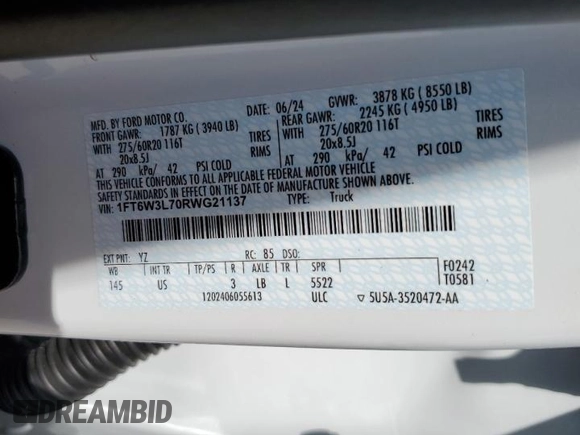 MFD. BY FORD MOTOR CO.
DATE: 06/24 GVWR: 3878 KG ( 8550 LB)
FRONT GAWR: 1787 KG ( 3940 LB) REAR GAWR: 2245 KG ( 4950 LB)
WITH 275/60R20 116T TIRES WITH 275/60R20 116T TIRES
20x8.5J RIMS 20x8.5J RIMS
AT 290 kPa/ 42 PSI COLD AT 290 kPa/ 42 PSI COLD
THIS VEHICLE CONFORMS TO ALL APPLICABLE FEDERAL MOTOR VEHICLE
SAFETY STANDARDS IN EFFECT ON THE DATE OF MANUFACTURE SHOWN ABOVE.
VIN: 1FT6W3L70RWG21137 TYPE: Truck
EXT PNT: YZ RC: 85 DSO:
WB INT TR TP/PS R AXLE TR SPR F0242
145 US 3 LB L 5522 T0581
1202406055613 ULC ▽ SU5A-3520472-AA
DREAMBID